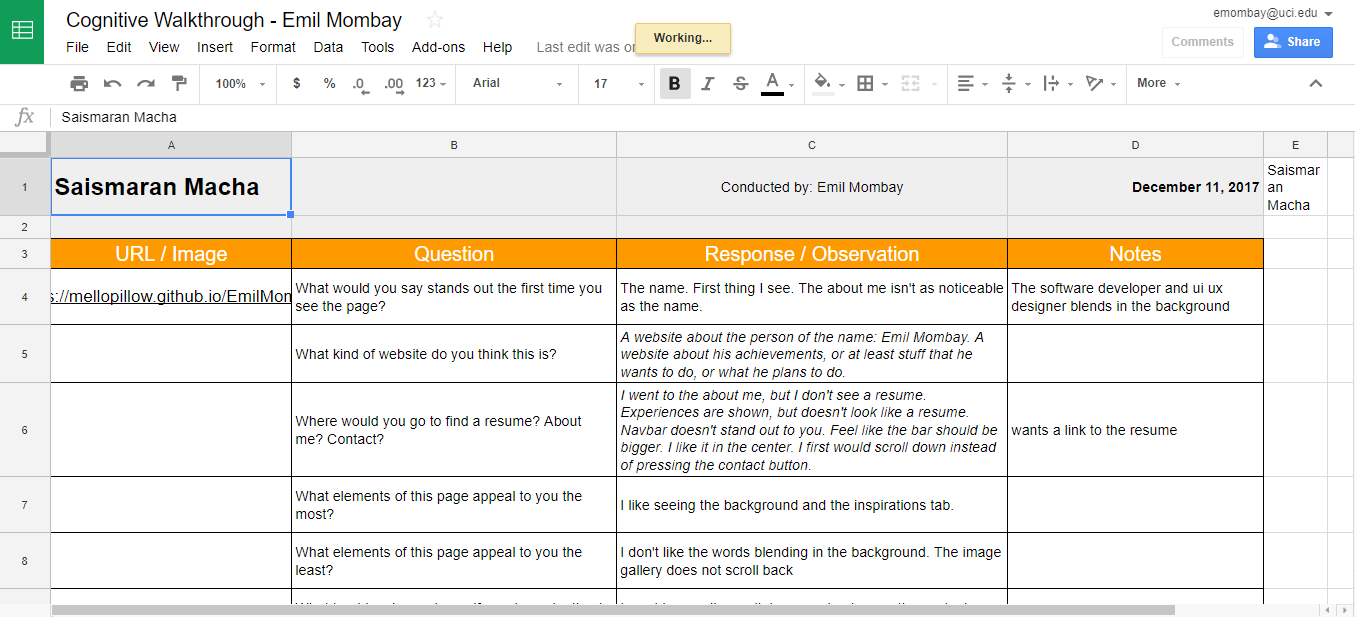 Cognitive Walkthrough - Emil Mombay
emombay@uci.edu
File Edit View Insert Format Data Tools Add-ons Help Last edit was on
Working...
Comments
Share
100% $ % .0 .00 123 Arial 17 B I S A More
fx Saismaran Macha
A B C D E
1 Saismaran Macha Conducted by: Emil Mombay December 11, 2017
Saismar
an
Macha
2
3 URL / Image Question Response / Observation Notes
4
s://mellopillow.github.io/EmilMon
What would you say stands out the first time you
see the page?
The name. First thing I see. The about me isn't as noticeable
as the name.
The software developer and ui ux
designer blends in the background
5
What kind of website do you think this is?
A website about the person of the name: Emil Mombay. A
website about his achievements, or at least stuff that he
wants to do, or what he plans to do.
6
Where would you go to find a resume? About
me? Contact?
I went to the about me, but I don't see a resume.
Experiences are shown, but doesn't look like a resume.
Navbar doesn't stand out to you. Feel like the bar should be
bigger. I like it in the center. I first would scroll down instead
of pressing the contact button.
wants a link to the resume
7
What elements of this page appeal to you the
most?
I like seeing the background and the inspirations tab.
8
What elements of this page appeal to you the
least?
I don't like the words blending in the background. The image
gallery does not scroll back